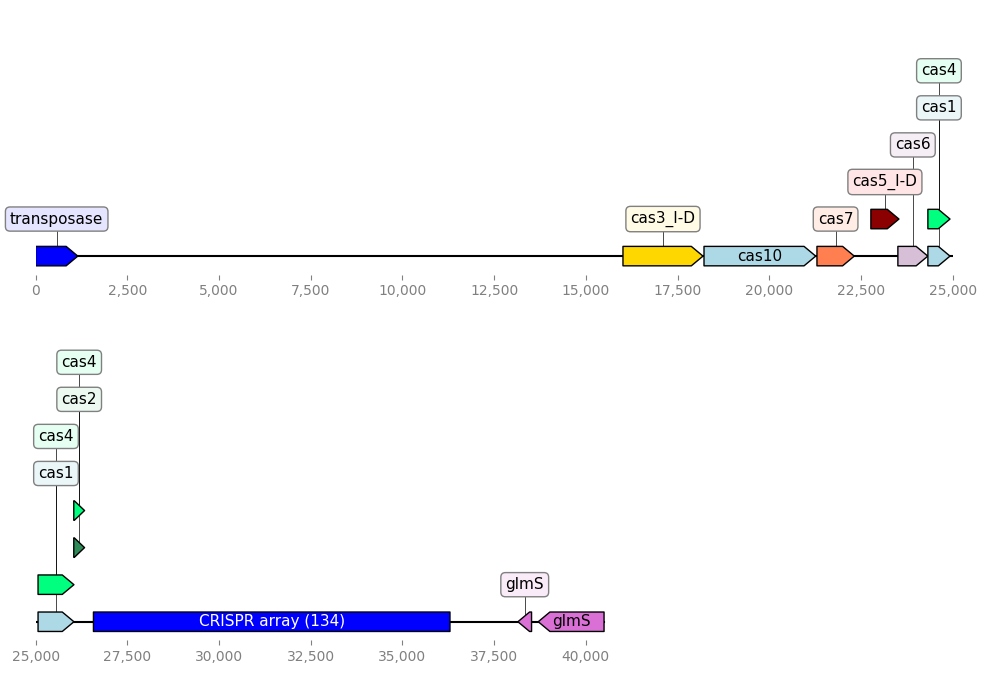 cas4
cas1
cas6
cas5_I-D
transposase
cas3_I-D
cas7
cas10
0
2,500
5,000
7,500
10,000
12,500
15,000
17,500
20,000
22,500
25,000
cas4
cas2
cas4
cas1
glmS
CRISPR array (134)
glmS
25,000
27,500
30,000
32,500
35,000
37,500
40,000